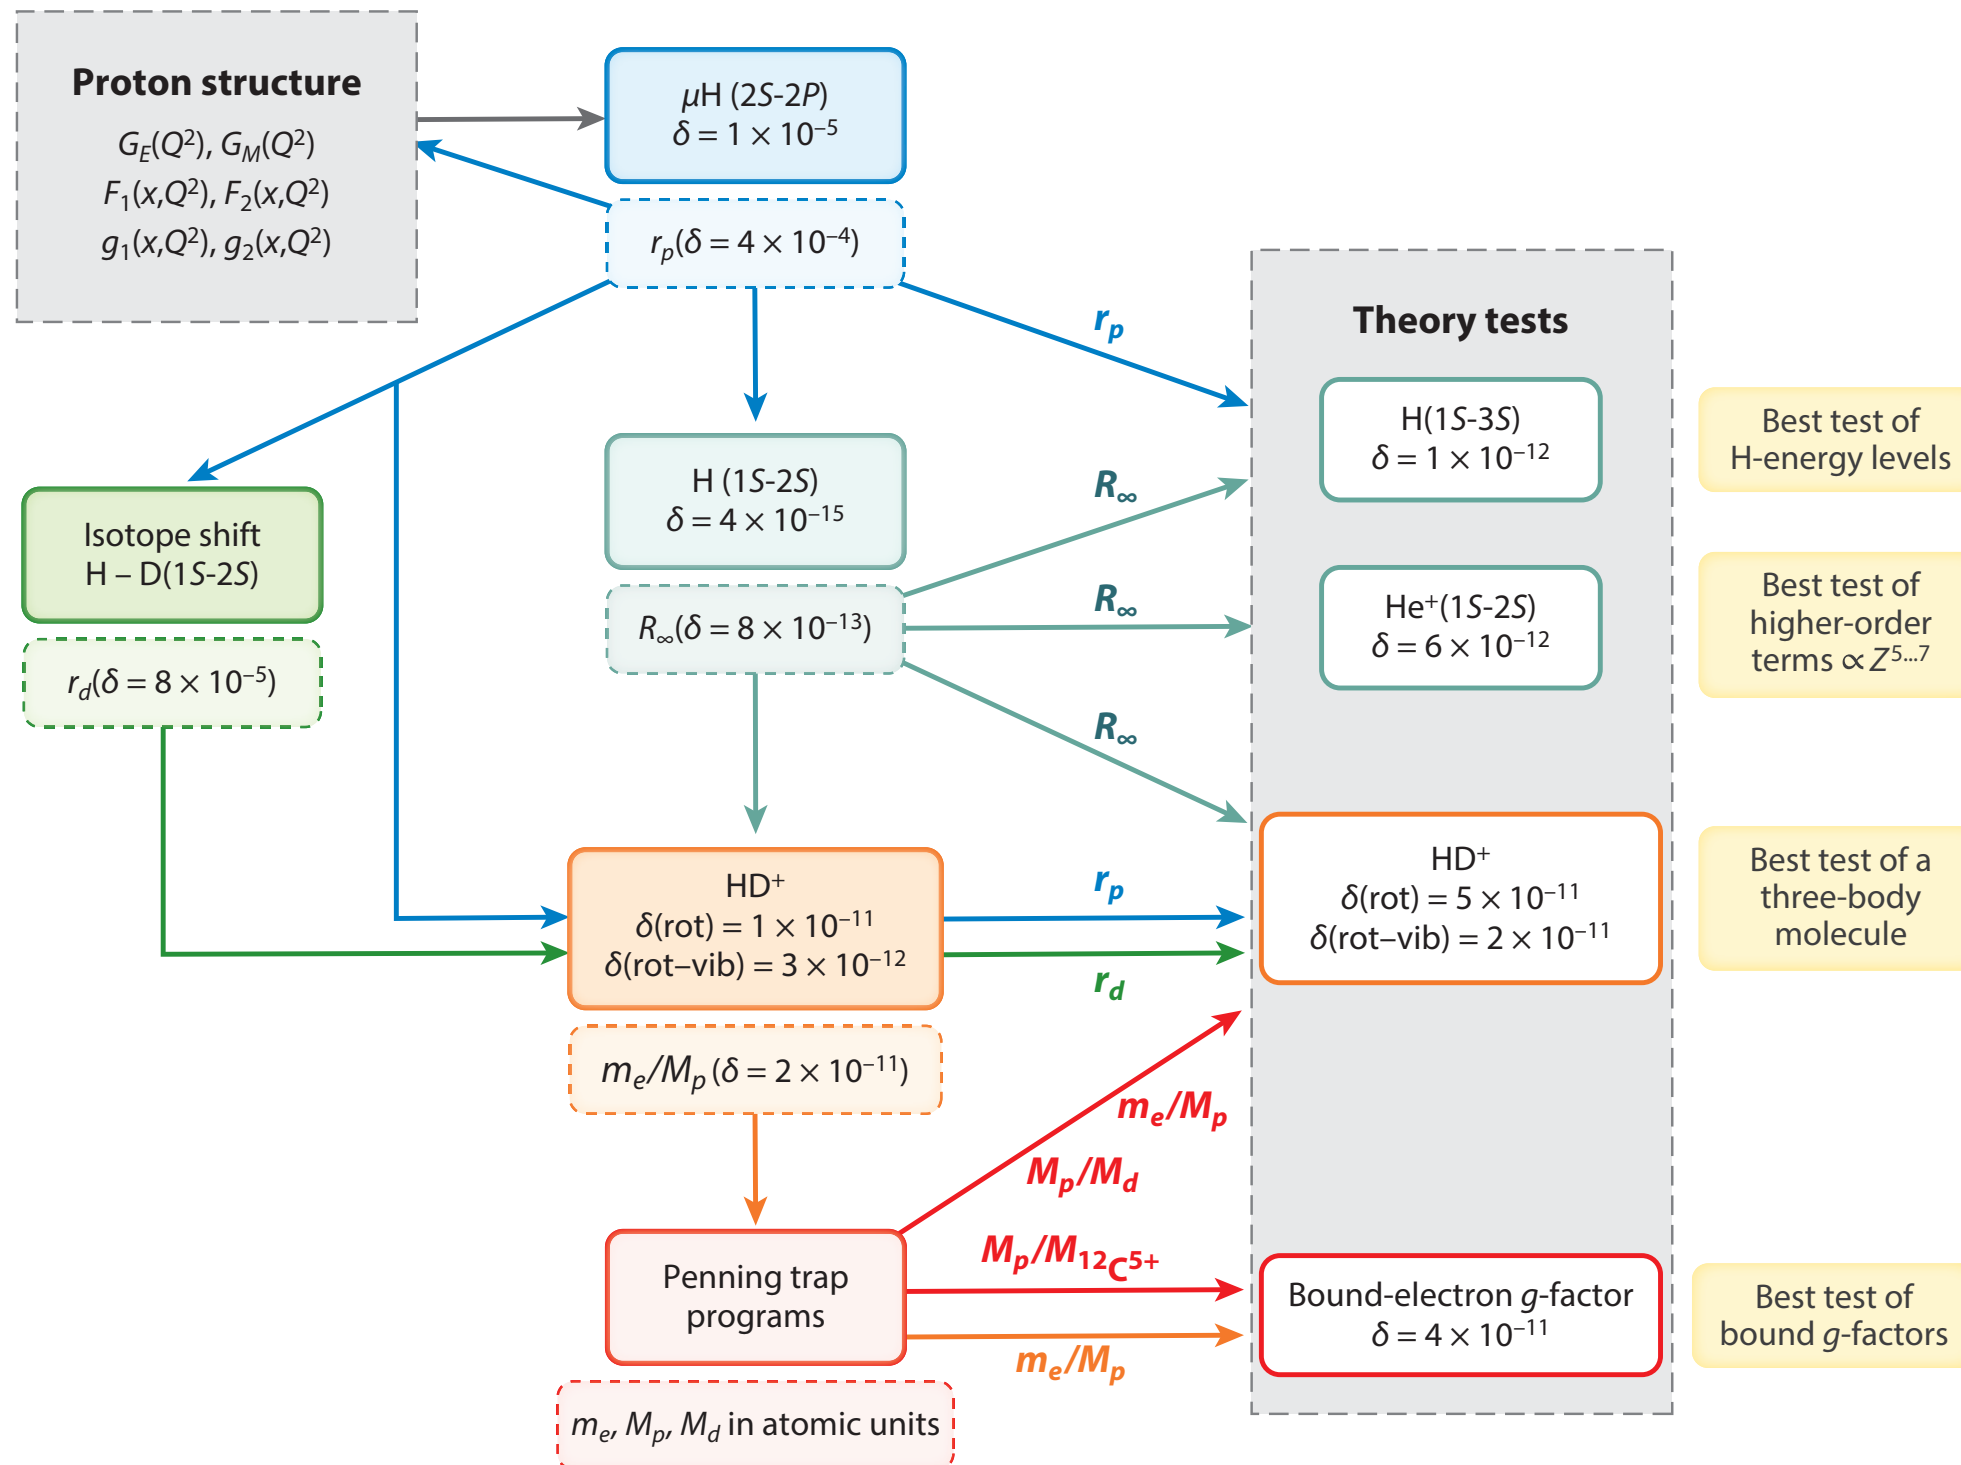 Proton structure
G_E(Q²), G_M(Q²)
F₁(x,Q²), F₂(x,Q²)
g₁(x,Q²), g₂(x,Q²)
μH (2S-2P)
δ = 1 × 10⁻⁵
r_p(δ = 4 × 10⁻⁴)
r_p
Theory tests
H(1S-3S)
δ = 1 × 10⁻¹²
Best test of
H-energy levels
H (1S-2S)
δ = 4 × 10⁻¹⁵
R_∞
Isotope shift
H – D(1S-2S)
R_∞(δ = 8 × 10⁻¹³)
R_∞
He⁺(1S-2S)
δ = 6 × 10⁻¹²
Best test of
higher-order
terms ∝ Z⁵…⁷
r_d(δ = 8 × 10⁻⁵)
R_∞
HD⁺
δ(rot) = 1 × 10⁻¹¹
δ(rot–vib) = 3 × 10⁻¹²
r_p
r_d
HD⁺
δ(rot) = 5 × 10⁻¹¹
δ(rot–vib) = 2 × 10⁻¹¹
Best test of a
three-body
molecule
m_e/M_p (δ = 2 × 10⁻¹¹)
m_e/M_p
M_p/M_d
Penning trap
programs
M_p/M_12C⁵⁺
m_e/M_p
Bound-electron g-factor
δ = 4 × 10⁻¹¹
Best test of
bound g-factors
m_e, M_p, M_d in atomic units